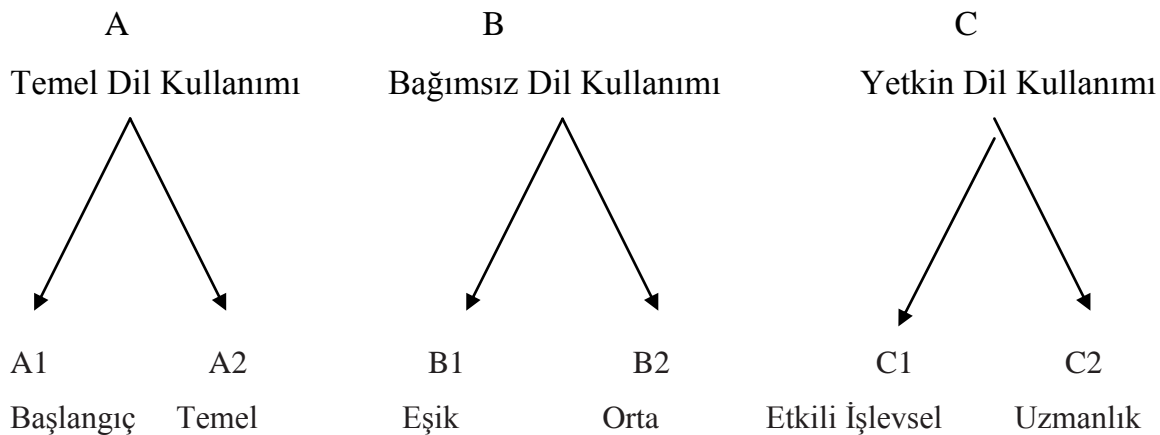 A B C
Temel Dil Kullanımı Bağımsız Dil Kullanımı Yetkin Dil Kullanımı
A1 A2 B1 B2 C1 C2
Başlangıç Temel Eşik Orta Etkili İşlevsel Uzmanlık